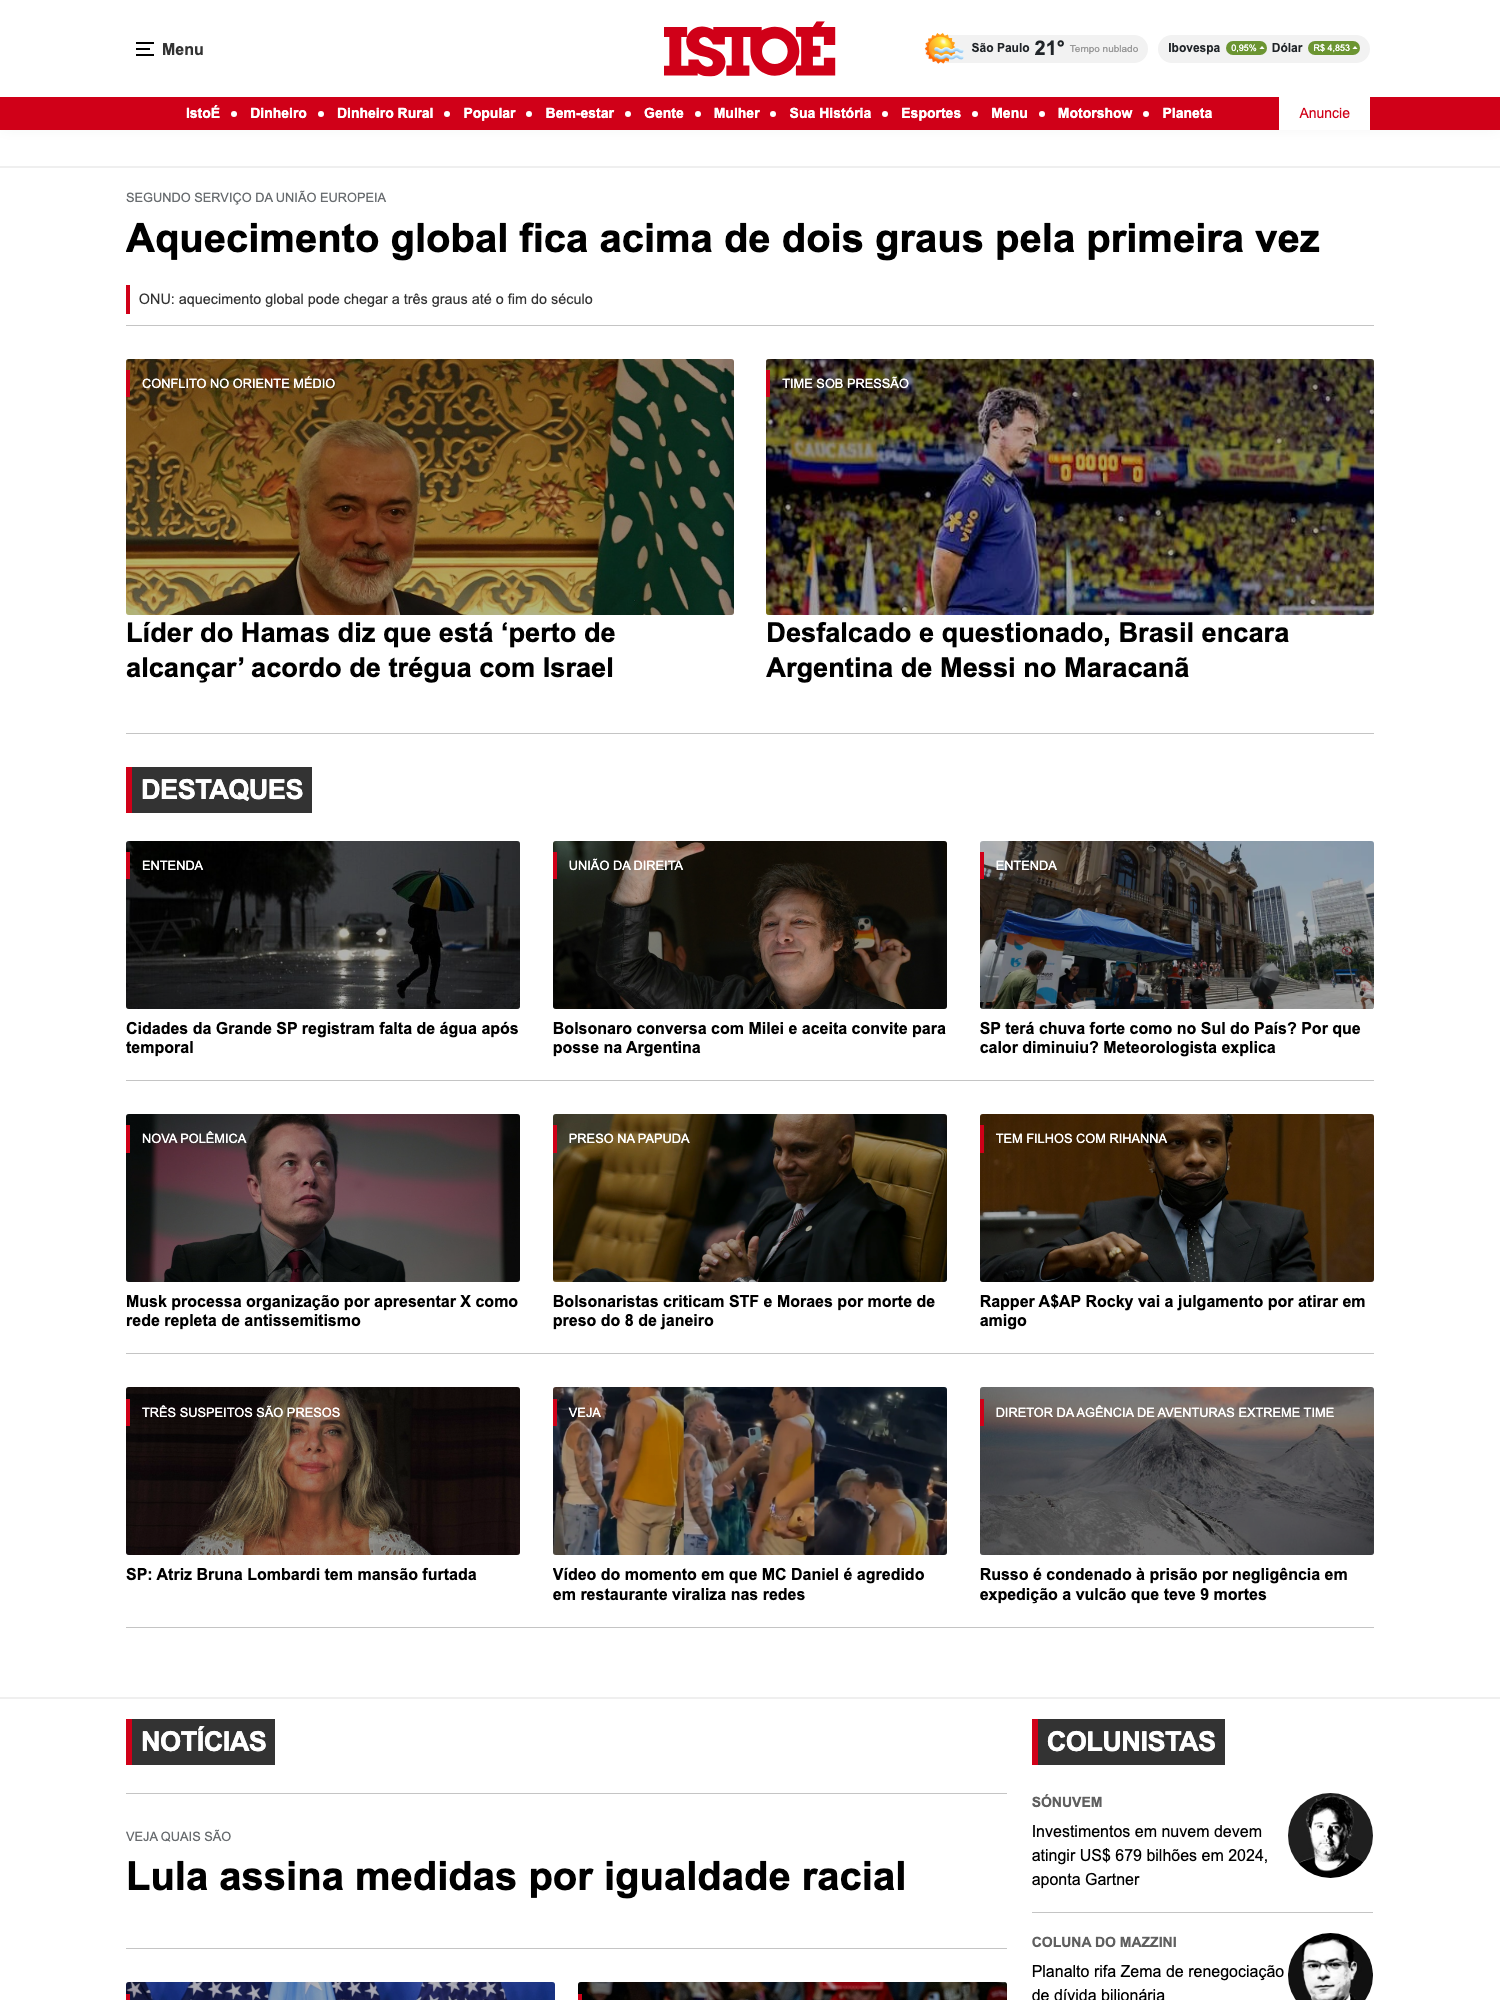 Menu
ISTOÉ
São Paulo 21° Tempo nublado
Ibovespa 0,95% Dólar R$ 4,853
IstoÉ • Dinheiro • Dinheiro Rural • Popular • Bem-estar • Gente • Mulher • Sua História • Esportes • Menu • Motorshow • Planeta
Anuncie
SEGUNDO SERVIÇO DA UNIÃO EUROPEIA
Aquecimento global fica acima de dois graus pela primeira vez
ONU: aquecimento global pode chegar a três graus até o fim do século
CONFLITO NO ORIENTE MÉDIO
Líder do Hamas diz que está ‘perto de
alcançar’ acordo de trégua com Israel
TIME SOB PRESSÃO
CAUCASIA
0 00:00 0
vivo
Desfalcado e questionado, Brasil encara
Argentina de Messi no Maracanã
DESTAQUES
ENTENDA
Cidades da Grande SP registram falta de água após
temporal
UNIÃO DA DIREITA
Bolsonaro conversa com Milei e aceita convite para
posse na Argentina
ENTENDA
SP terá chuva forte como no Sul do País? Por que
calor diminuiu? Meteorologista explica
NOVA POLÊMICA
Musk processa organização por apresentar X como
rede repleta de antissemitismo
PRESO NA PAPUDA
Bolsonaristas criticam STF e Moraes por morte de
preso do 8 de janeiro
TEM FILHOS COM RIHANNA
Rapper A$AP Rocky vai a julgamento por atirar em
amigo
TRÊS SUSPEITOS SÃO PRESOS
SP: Atriz Bruna Lombardi tem mansão furtada
VEJA
Vídeo do momento em que MC Daniel é agredido
em restaurante viraliza nas redes
DIRETOR DA AGÊNCIA DE AVENTURAS EXTREME TIME
Russo é condenado à prisão por negligência em
expedição a vulcão que teve 9 mortes
NOTÍCIAS
VEJA QUAIS SÃO
Lula assina medidas por igualdade racial
COLUNISTAS
SÓNUVEM
Investimentos em nuvem devem
atingir US$ 679 bilhões em 2024,
aponta Gartner
COLUNA DO MAZZINI
Planalto rifa Zema de renegociação
de dívida bilionária